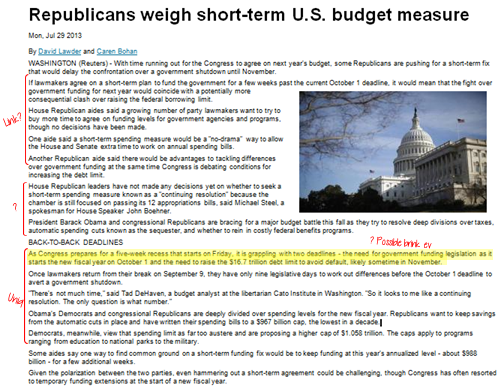 Republicans weigh short-term U.S. budget measure
Mon, Jul 29 2013
By David Lawder and Caren Bohan
WASHINGTON (Reuters) - With time running out for the Congress to agree on next year's budget, some Republicans are pushing for a short-term fix
that would delay the confrontation over a government shutdown until November.
If lawmakers agree on a short-term plan to fund the government for a few weeks past the current October 1 deadline, it would mean that the fight over
government funding for next year would coincide with a potentially more
consequential clash over raising the federal borrowing limit.
Link?
House Republican aides said a growing number of party lawmakers want to try to
buy more time to agree on funding levels for government agencies and programs,
though no decisions have been made.
One aide said a short-term spending measure would be a "no-drama" way to allow
the House and Senate extra time to work on annual spending bills.
Another Republican aide said there would be advantages to tackling differences
over government funding at the same time Congress is debating conditions for
increasing the debt limit.
?
House Republican leaders have not made any decisions yet on whether to seek a
short-term spending measure known as a "continuing resolution" because the
chamber is still focused on passing its 12 appropriations bills, said Michael Steel, a
spokesman for House Speaker John Boehner.
President Barack Obama and congressional Republicans are bracing for a major budget battle this fall as they try to resolve deep divisions over taxes,
automatic spending cuts known as the sequester, and whether to rein in costly federal benefits programs.
BACK-TO-BACK DEADLINES
? Possible brink ev
As Congress prepares for a five-week recess that starts on Friday, it is grappling with two deadlines - the need for government funding legislation as it
starts the new fiscal year on October 1 and the need to raise the $16.7 trillion debt limit to avoid default, likely sometime in November.
Uniq
Once lawmakers return from their break on September 9, they have only nine legislative days to work out differences before the October 1 deadline to
avert a government shutdown.
"There's not much time," said Tad DeHaven, a budget analyst at the libertarian Cato Institute in Washington. "So it looks to me like a continuing
resolution. The only question is what number."
Obama's Democrats and congressional Republicans are deeply divided over spending levels for the new fiscal year. Republicans want to keep savings
from the automatic cuts in place and have written their spending bills to a $967 billion cap, the lowest in a decade.
Democrats, meanwhile, view that spending limit as far too austere and are proposing a higher cap of $1.058 trillion. The caps apply to programs
ranging from education to national parks to the military.
Some aides say one way to find common ground on a short-term funding fix would be to keep funding at this year's annualized level - about $988
billion - for a few additional weeks.
Given the polarization between the two parties, even hammering out a short-term agreement could be challenging, though Congress has often resorted
to temporary funding extensions at the start of a new fiscal year.